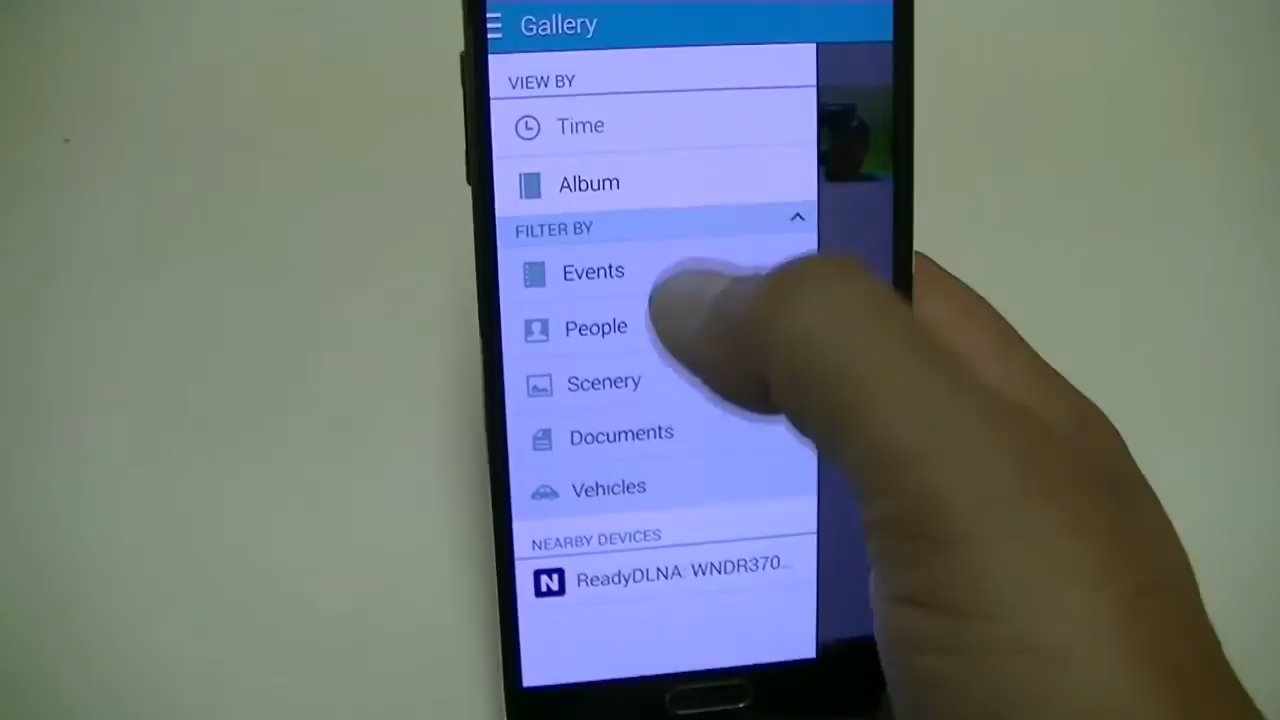 Gallery
VIEW BY
Time
Album
FILTER BY
Events
People
Scenery
Documents
Vehicles
NEARBY DEVICES
N ReadyDLNA: WNDR370...